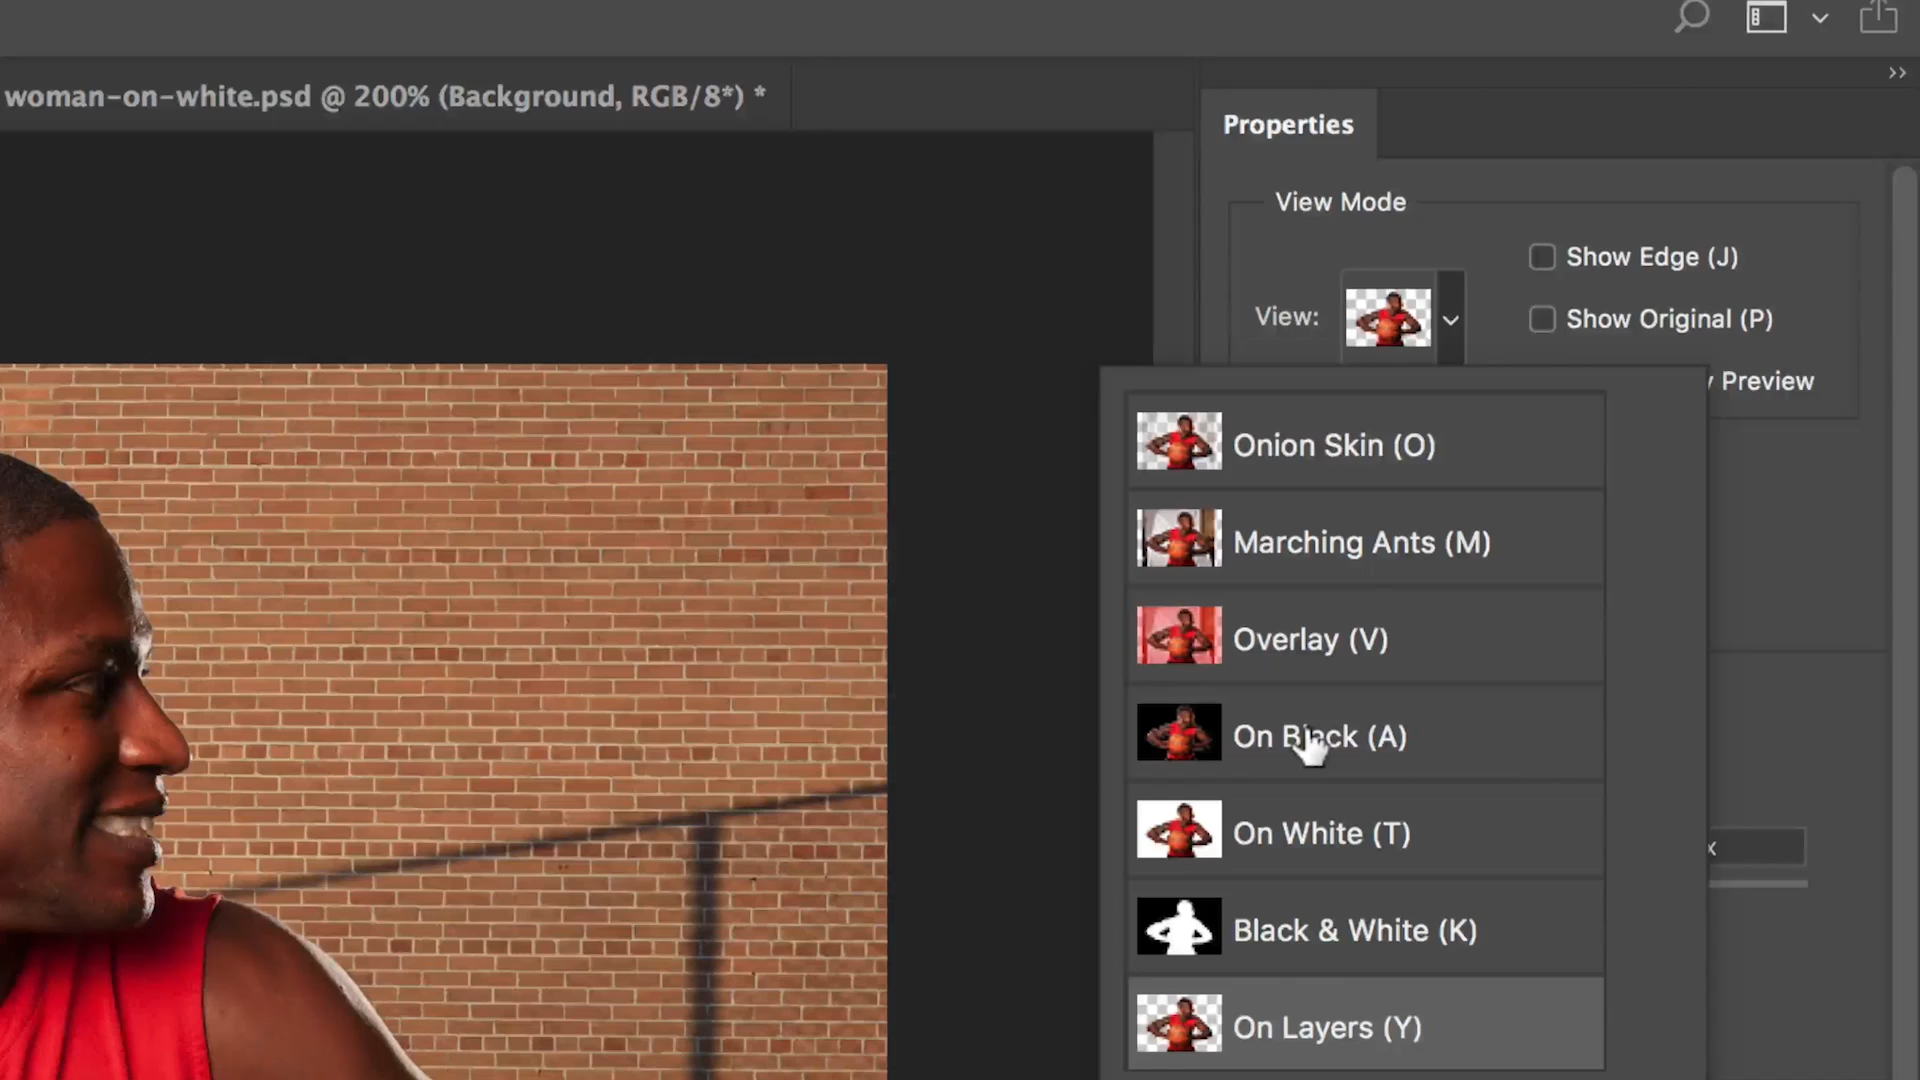 woman-on-white.psd @ 200% (Background, RGB/8*) *
Properties
View Mode
Show Edge (J)
View:
Show Original (P)
Preview
Onion Skin (O)
Marching Ants (M)
Overlay (V)
On Black (A)
On White (T)
Black & White (K)
On Layers (Y)